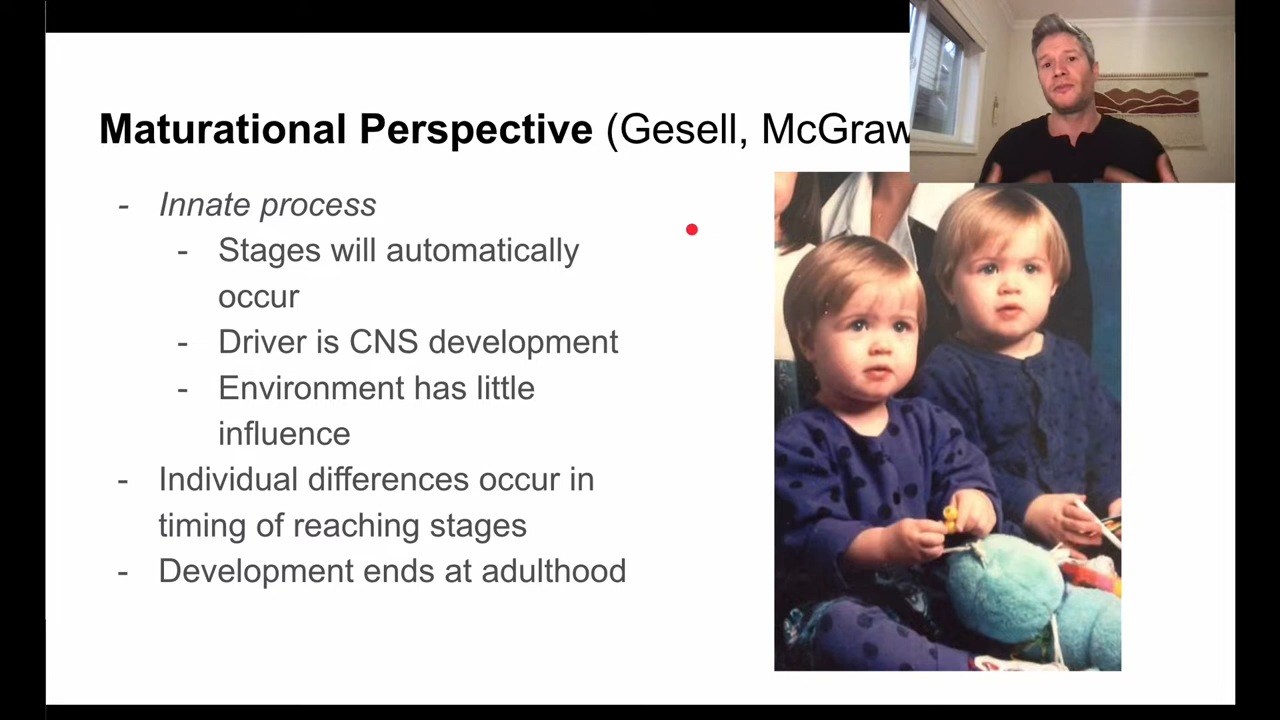 Maturational Perspective (Gesell, McGraw
- Innate process
- Stages will automatically
occur
- Driver is CNS development
- Environment has little
influence
- Individual differences occur in
timing of reaching stages
- Development ends at adulthood